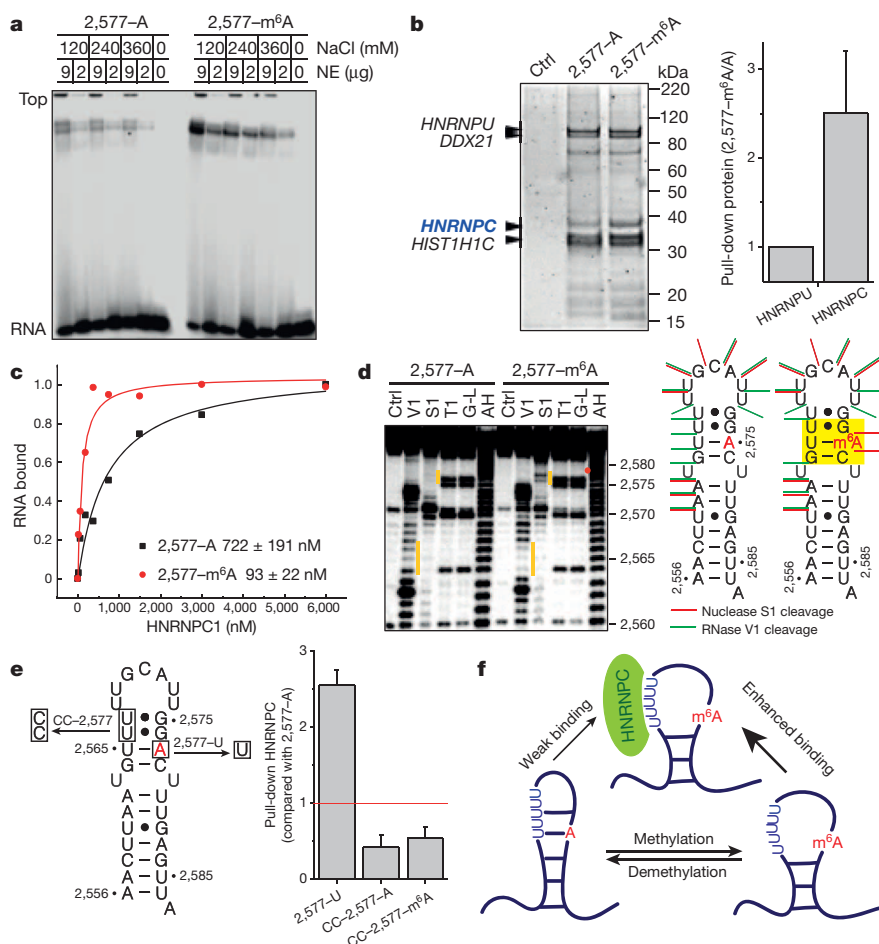 a
2,577–A 2,577–m⁶A
120 240 360 0 120 240 360 0 NaCl (mM)
9 2 9 2 9 2 0 9 2 9 2 9 2 0 NE (μg)
Top
RNA
b
Ctrl
2,577–A
2,577–m⁶A
kDa
220
120
80
60
50
40
30
20
15
HNRNPU
DDX21
HNRNPC
HIST1H1C
Pull-down protein (2,577–m⁶A/A)
3
2
1
HNRNPU
HNRNPC
c
RNA bound
1.0
0.8
0.6
0.4
0.2
0
2,577–A 722 ± 191 nM
2,577–m⁶A 93 ± 22 nM
0 1,000 2,000 3,000 4,000 5,000 6,000
HNRNPC1 (nM)
d
2,577–A 2,577–m⁶A
Ctrl V1 S1 T1 G-L Ctrl V1 S1 T1 G-L AH
AH
2,580
2,575
2,570
2,565
2,560
G C A
U U
U U
U G
U G
U A
G C
U
A U
A U
U G
U A
C G
A U
A U
A
2,575
2,556
2,585
G C A
U U
U U
U G
U G
U m⁶A
G C
U
A U
A U
U G
U A
C G
A U
A U
A
2,556
2,585
Nuclease S1 cleavage
RNase V1 cleavage
e
G C A
U U
U U
U G
U G
U A
G C
U U
A U
A U
U G
U A
C G
A U
A U
A
C
C
CC–2,577
2,575
2,577–U
U
2,565
2,556
2,585
Pull-down HNRNPC
(compared with 2,577–A)
3
2
1
0
2,577–U
CC–2,577–A
CC–2,577–m⁶A
f
HNRNPC
UUUUU
m⁶A
Weak binding
Enhanced binding
UUUUU
A
Methylation
Demethylation
UUUUU
m⁶A